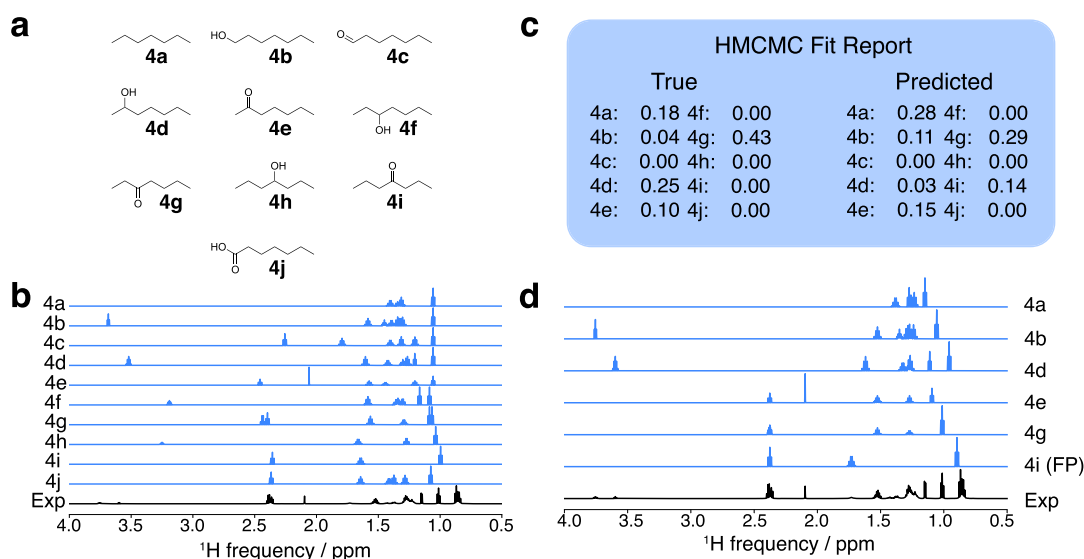 a
4a
HO
4b
O
4c
OH
4d
O
4e
OH
4f
O
4g
OH
4h
O
4i
HO
O
4j
b
4a
4b
4c
4d
4e
4f
4g
4h
4i
4j
Exp
4.0 3.5 3.0 2.5 2.0 1.5 1.0 0.5
¹H frequency / ppm
c
HMCMC Fit Report
True
4a: 0.18 4f: 0.00
4b: 0.04 4g: 0.43
4c: 0.00 4h: 0.00
4d: 0.25 4i: 0.00
4e: 0.10 4j: 0.00
Predicted
4a: 0.28 4f: 0.00
4b: 0.11 4g: 0.29
4c: 0.00 4h: 0.00
4d: 0.03 4i: 0.14
4e: 0.15 4j: 0.00
d
4a
4b
4d
4e
4g
4i (FP)
Exp
4.0 3.5 3.0 2.5 2.0 1.5 1.0 0.5
¹H frequency / ppm